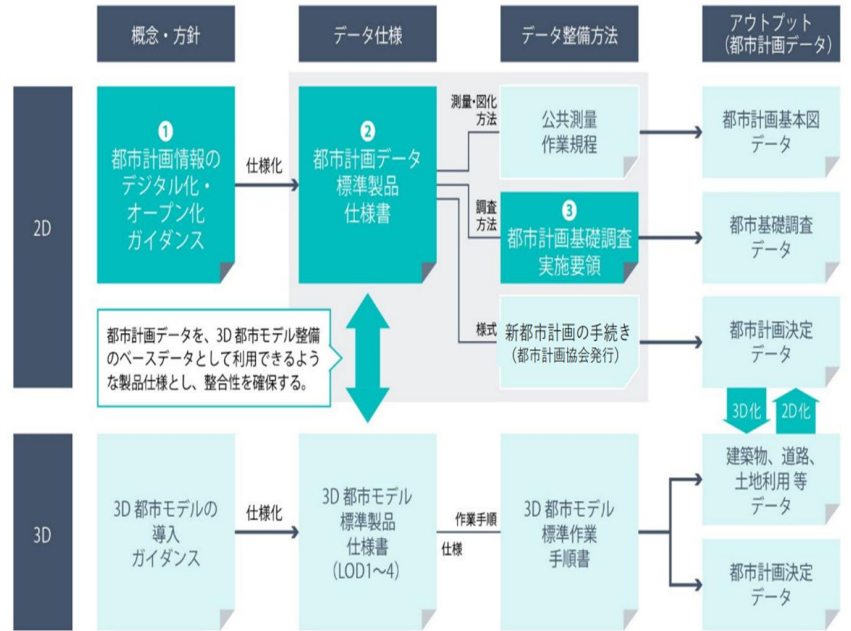 概念・方針
データ仕様
データ整備方法
アウトプット
(都市計画データ)
2D
1
都市計画情報の
デジタル化・
オープン化
ガイダンス
仕様化
2
都市計画データ
標準製品
仕様書
測量・図化
方法
公共測量
作業規程
都市計画基本図
データ
調査
方法
3
都市計画基礎調査
実施要領
都市基礎調査
データ
様式
新都市計画の手続き
(都市計画協会発行)
都市計画決定
データ
都市計画データを、3D 都市モデル整備
のベースデータとして利用できるよう
な製品仕様とし、整合性を確保する。
3D化
2D化
3D
3D 都市モデルの
導入
ガイダンス
仕様化
3D 都市モデル
標準製品
仕様書
(LOD1〜4)
作業手順
仕様
3D 都市モデル
標準作業
手順書
建築物、道路、
土地利用 等
データ
都市計画決定
データ